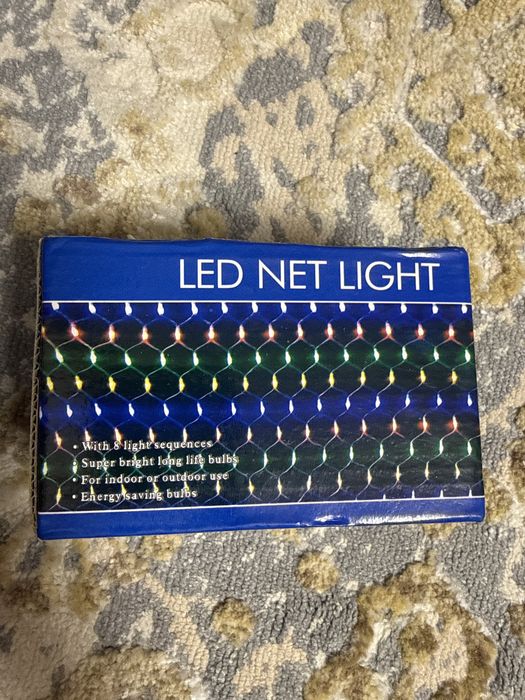 LED NET LIGHT
• With 8 light sequences
• Super bright long life bulbs
• For indoor or outdoor use
• Energy saving bulbs